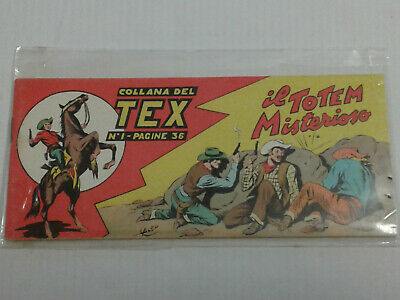 COLLANA DEL
TEX
N°1 - PAGINE 36
il TOTEM
Misterioso